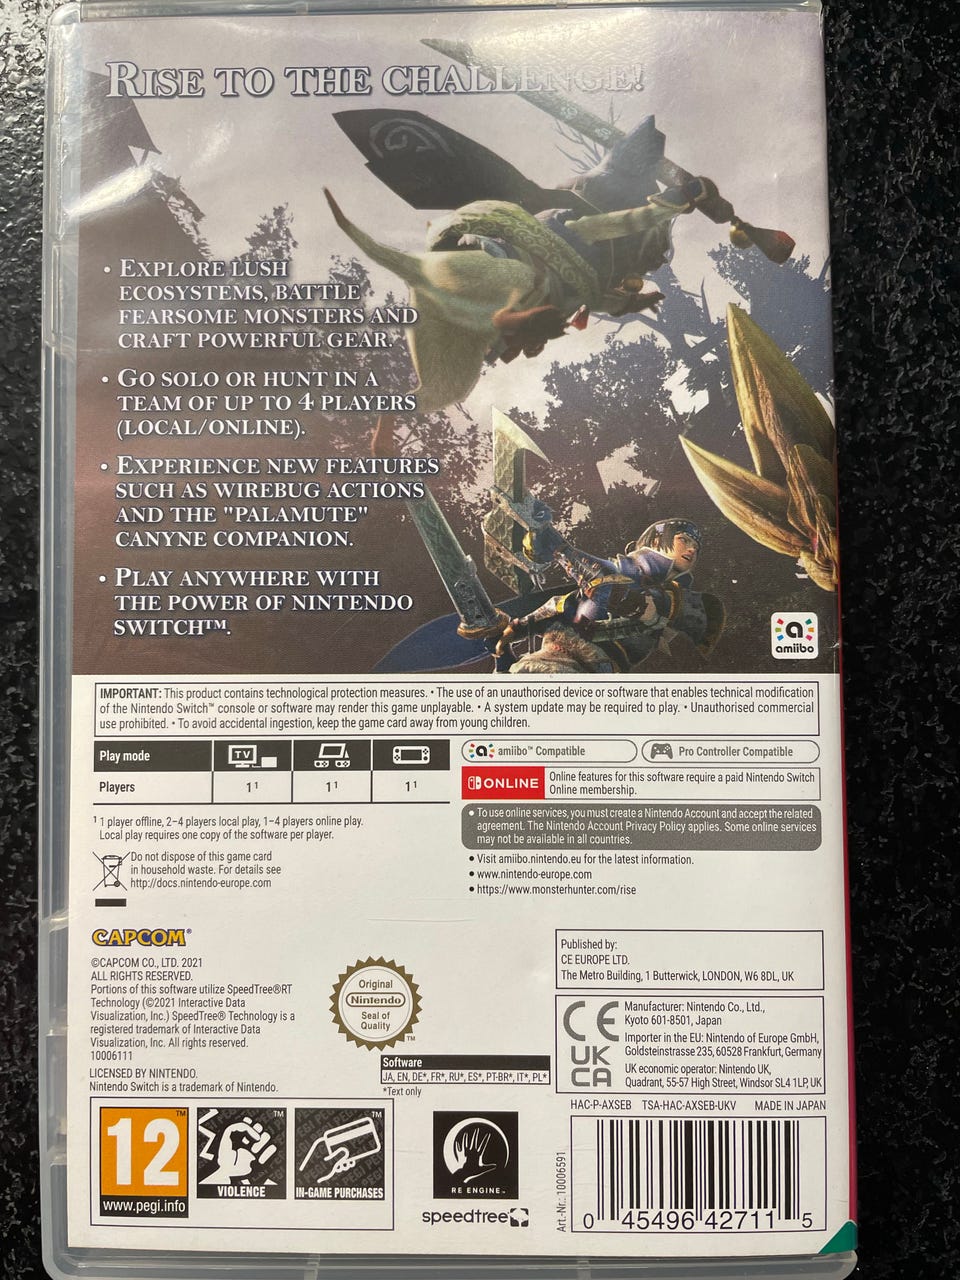 RISE TO THE CHALLENGE!
• EXPLORE LUSH
ECOSYSTEMS, BATTLE
FEARSOME MONSTERS AND
CRAFT POWERFUL GEAR.
• GO SOLO OR HUNT IN A
TEAM OF UP TO 4 PLAYERS
(LOCAL/ONLINE).
• EXPERIENCE NEW FEATURES
SUCH AS WIREBUG ACTIONS
AND THE "PALAMUTE"
CANYNE COMPANION.
• PLAY ANYWHERE WITH
THE POWER OF NINTENDO
SWITCH™.
amiibo
IMPORTANT: This product contains technological protection measures. • The use of an unauthorised device or software that enables technical modification
of the Nintendo Switch™ console or software may render this game unplayable. • A system update may be required to play. • Unauthorised commercial
use prohibited. • To avoid accidental ingestion, keep the game card away from young children.
Play mode TV
Players 1¹ 1¹ 1¹
¹ 1 player offline, 2–4 players local play, 1–4 players online play.
Local play requires one copy of the software per player.
Do not dispose of this game card
in household waste. For details see
http://docs.nintendo-europe.com
amiibo™ Compatible
Pro Controller Compatible
ONLINE
Online features for this software require a paid Nintendo Switch
Online membership.
• To use online services, you must create a Nintendo Account and accept the related
agreement. The Nintendo Account Privacy Policy applies. Some online services
may not be available in all countries.
• Visit amiibo.nintendo.eu for the latest information.
• www.nintendo-europe.com
• https://www.monsterhunter.com/rise
CAPCOM®
©CAPCOM CO., LTD. 2021
ALL RIGHTS RESERVED.
Portions of this software utilize SpeedTree®RT
Technology (©2021 Interactive Data
Visualization, Inc.) SpeedTree® Technology is a
registered trademark of Interactive Data
Visualization, Inc. All rights reserved.
10006111
LICENSED BY NINTENDO.
Nintendo Switch is a trademark of Nintendo.
Original
Nintendo
Seal of
Quality
TM
Software
JA, EN, DE*, FR*, RU*, ES*, PT-BR*, IT*, PL*
*Text only
Published by:
CE EUROPE LTD.
The Metro Building, 1 Butterwick, LONDON, W6 8DL, UK
CE
UK
CA
Manufacturer: Nintendo Co., Ltd.,
Kyoto 601-8501, Japan
Importer in the EU: Nintendo of Europe GmbH,
Goldsteinstrasse 235, 60528 Frankfurt, Germany
UK economic operator: Nintendo UK,
Quadrant, 55-57 High Street, Windsor SL4 1LP, UK
HAC-P-AXSEB TSA-HAC-AXSEB-UKV MADE IN JAPAN
12
TM
www.pegi.info
TM
VIOLENCE
TM
IN-GAME PURCHASES
RE ENGINE™
speedtree
Art.-Nr.: 10006591
0 45496 42711 5